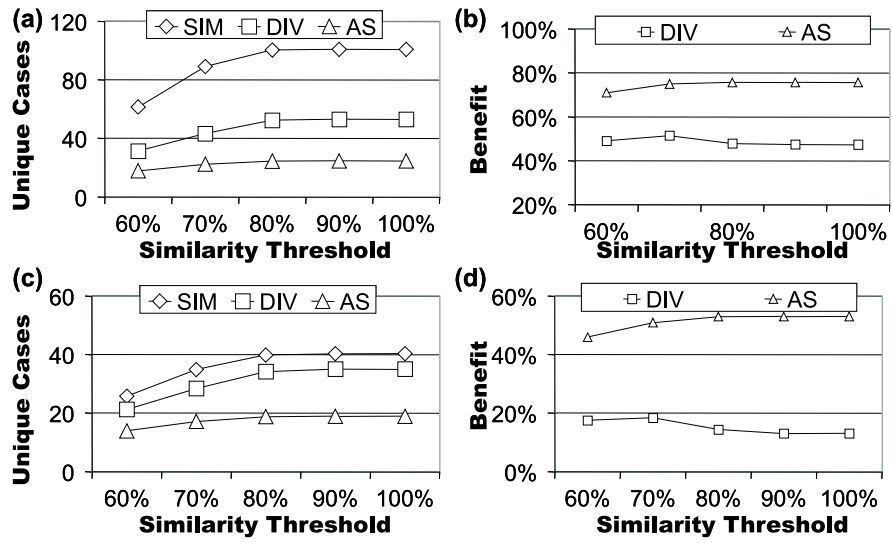 (a)
SIM DIV AS
Unique Cases
120
80
40
0
60% 70% 80% 90% 100%
Similarity Threshold
(b)
DIV AS
Benefit
100%
80%
60%
40%
20%
60% 70% 80% 90% 100%
Similarity Threshold
(c)
SIM DIV AS
Unique Cases
60
40
20
0
60% 70% 80% 90% 100%
Similarity Threshold
(d)
DIV AS
Benefit
60%
40%
20%
0%
60% 70% 80% 90% 100%
Similarity Threshold